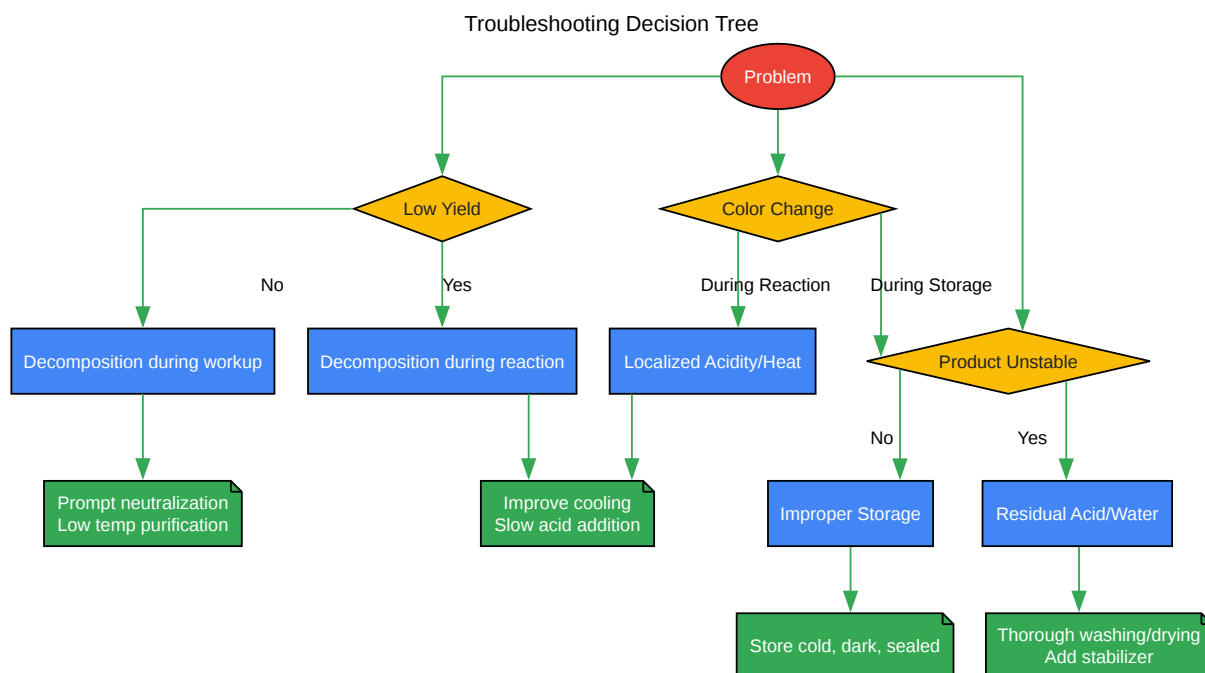 Troubleshooting Decision Tree
Problem
Low Yield
Color Change
No
Yes
During Reaction
During Storage
Decomposition during workup
Decomposition during reaction
Localized Acidity/Heat
Product Unstable
No
Yes
Prompt neutralization
Low temp purification
Improve cooling
Slow acid addition
Improper Storage
Residual Acid/Water
Store cold, dark, sealed
Thorough washing/drying
Add stabilizer